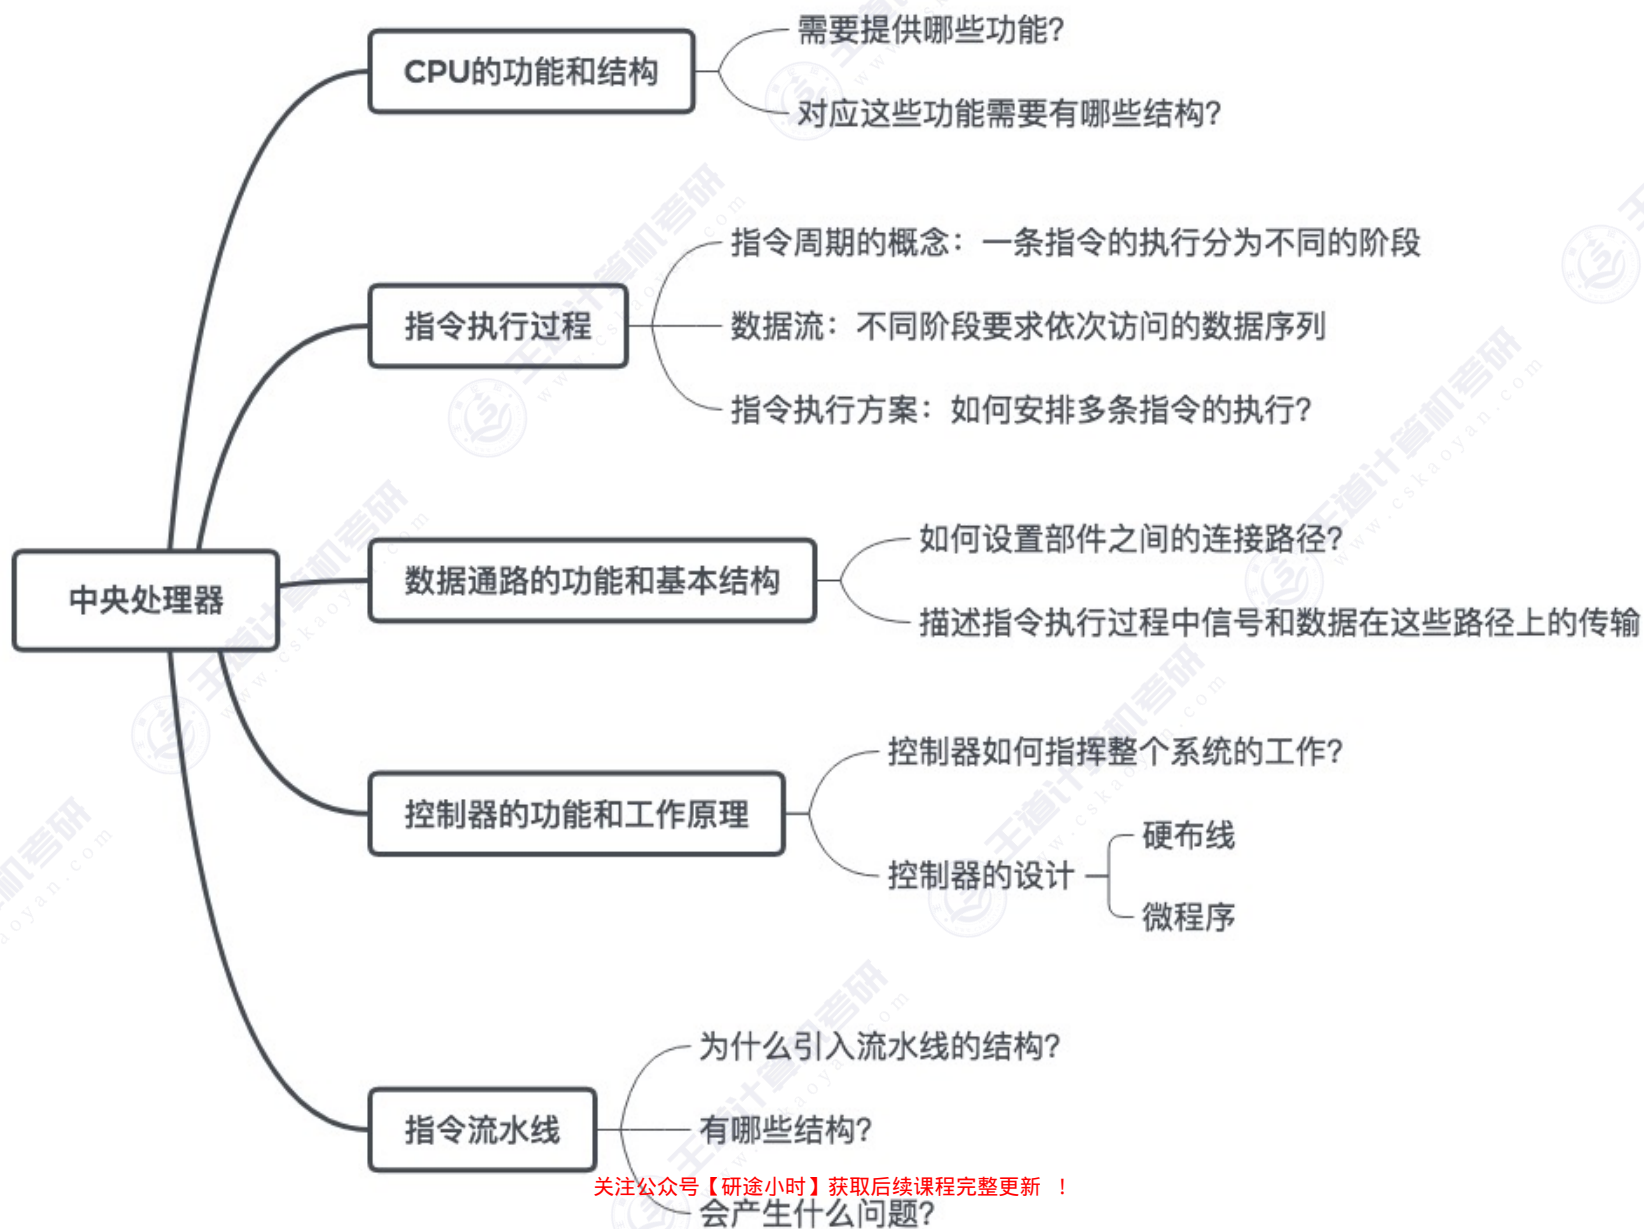 CPU的功能和结构
需要提供哪些功能?
对应这些功能需要有哪些结构?
指令执行过程
指令周期的概念：一条指令的执行分为不同的阶段
数据流：不同阶段要求依次访问的数据序列
指令执行方案：如何安排多条指令的执行?
中央处理器
数据通路的功能和基本结构
如何设置部件之间的连接路径?
描述指令执行过程中信号和数据在这些路径上的传输
控制器的功能和工作原理
控制器如何指挥整个系统的工作?
控制器的设计
硬布线
微程序
指令流水线
为什么引入流水线的结构?
有哪些结构?
会产生什么问题?
关注公众号【研途小时】获取后续课程完整更新 ！
王道计算机考研
www.cskaoyan.com